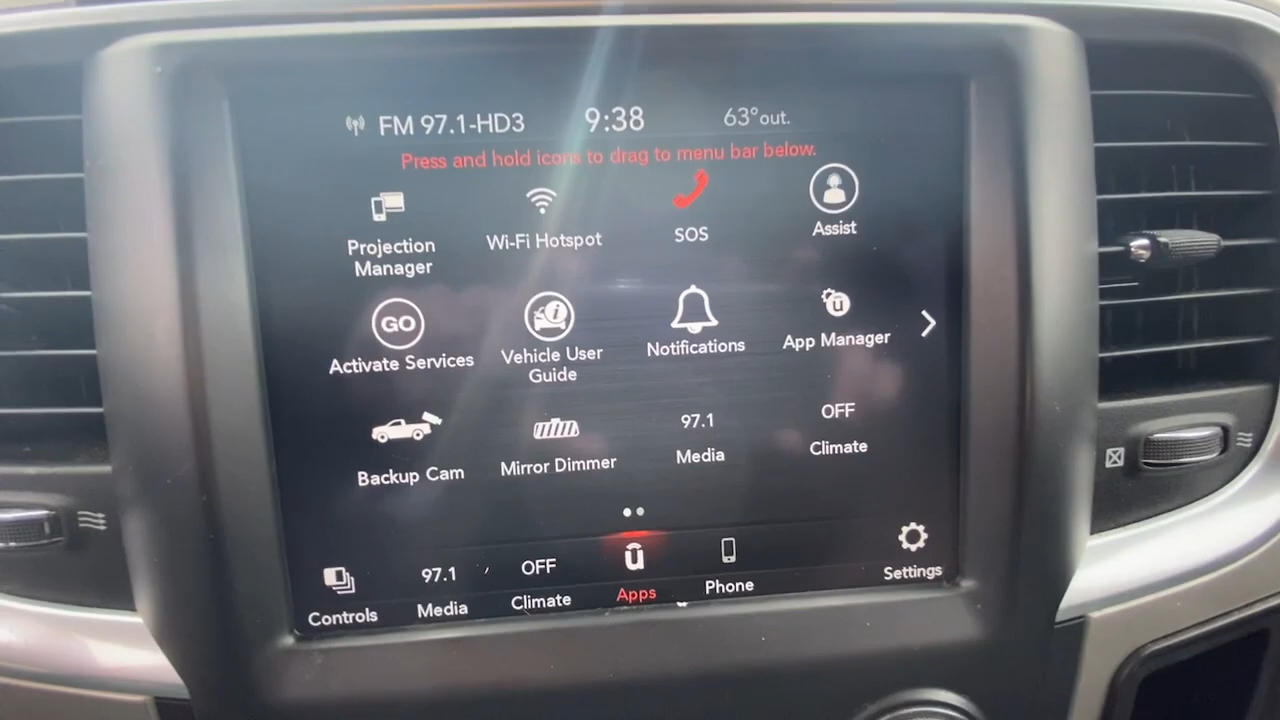 FM 97.1-HD3 9:38 63°out.
Press and hold icons to drag to menu bar below.
Projection
Manager
Wi-Fi Hotspot
SOS
Assist
GO
Activate Services
i
Vehicle User
Guide
Notifications
ū
App Manager
Backup Cam
Mirror Dimmer
97.1
Media
OFF
Climate
Controls
97.1
Media
OFF
Climate
ū
Apps
Phone
Settings